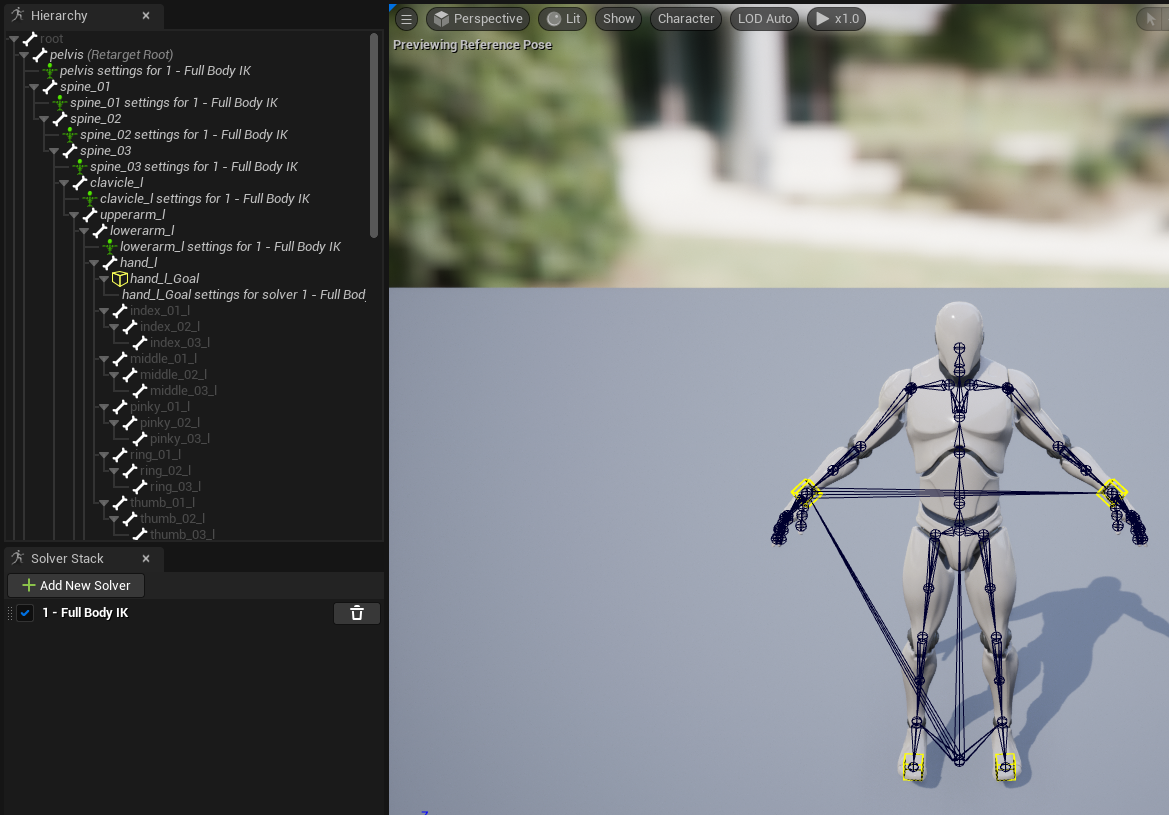 Hierarchy
root
pelvis (Retarget Root)
pelvis settings for 1 - Full Body IK
spine_01
spine_01 settings for 1 - Full Body IK
spine_02
spine_02 settings for 1 - Full Body IK
spine_03
spine_03 settings for 1 - Full Body IK
clavicle_l
clavicle_l settings for 1 - Full Body IK
upperarm_l
lowerarm_l
lowerarm_l settings for 1 - Full Body IK
hand_l
hand_l_Goal
hand_l_Goal settings for solver 1 - Full Bod
index_01_l
index_02_l
index_03_l
middle_01_l
middle_02_l
middle_03_l
pinky_01_l
pinky_02_l
pinky_03_l
ring_01_l
ring_02_l
ring_03_l
thumb_01_l
thumb_02_l
thumb_03_l
Solver Stack
Add New Solver
1 - Full Body IK
Perspective Lit Show Character LOD Auto x1.0
Previewing Reference Pose
Z